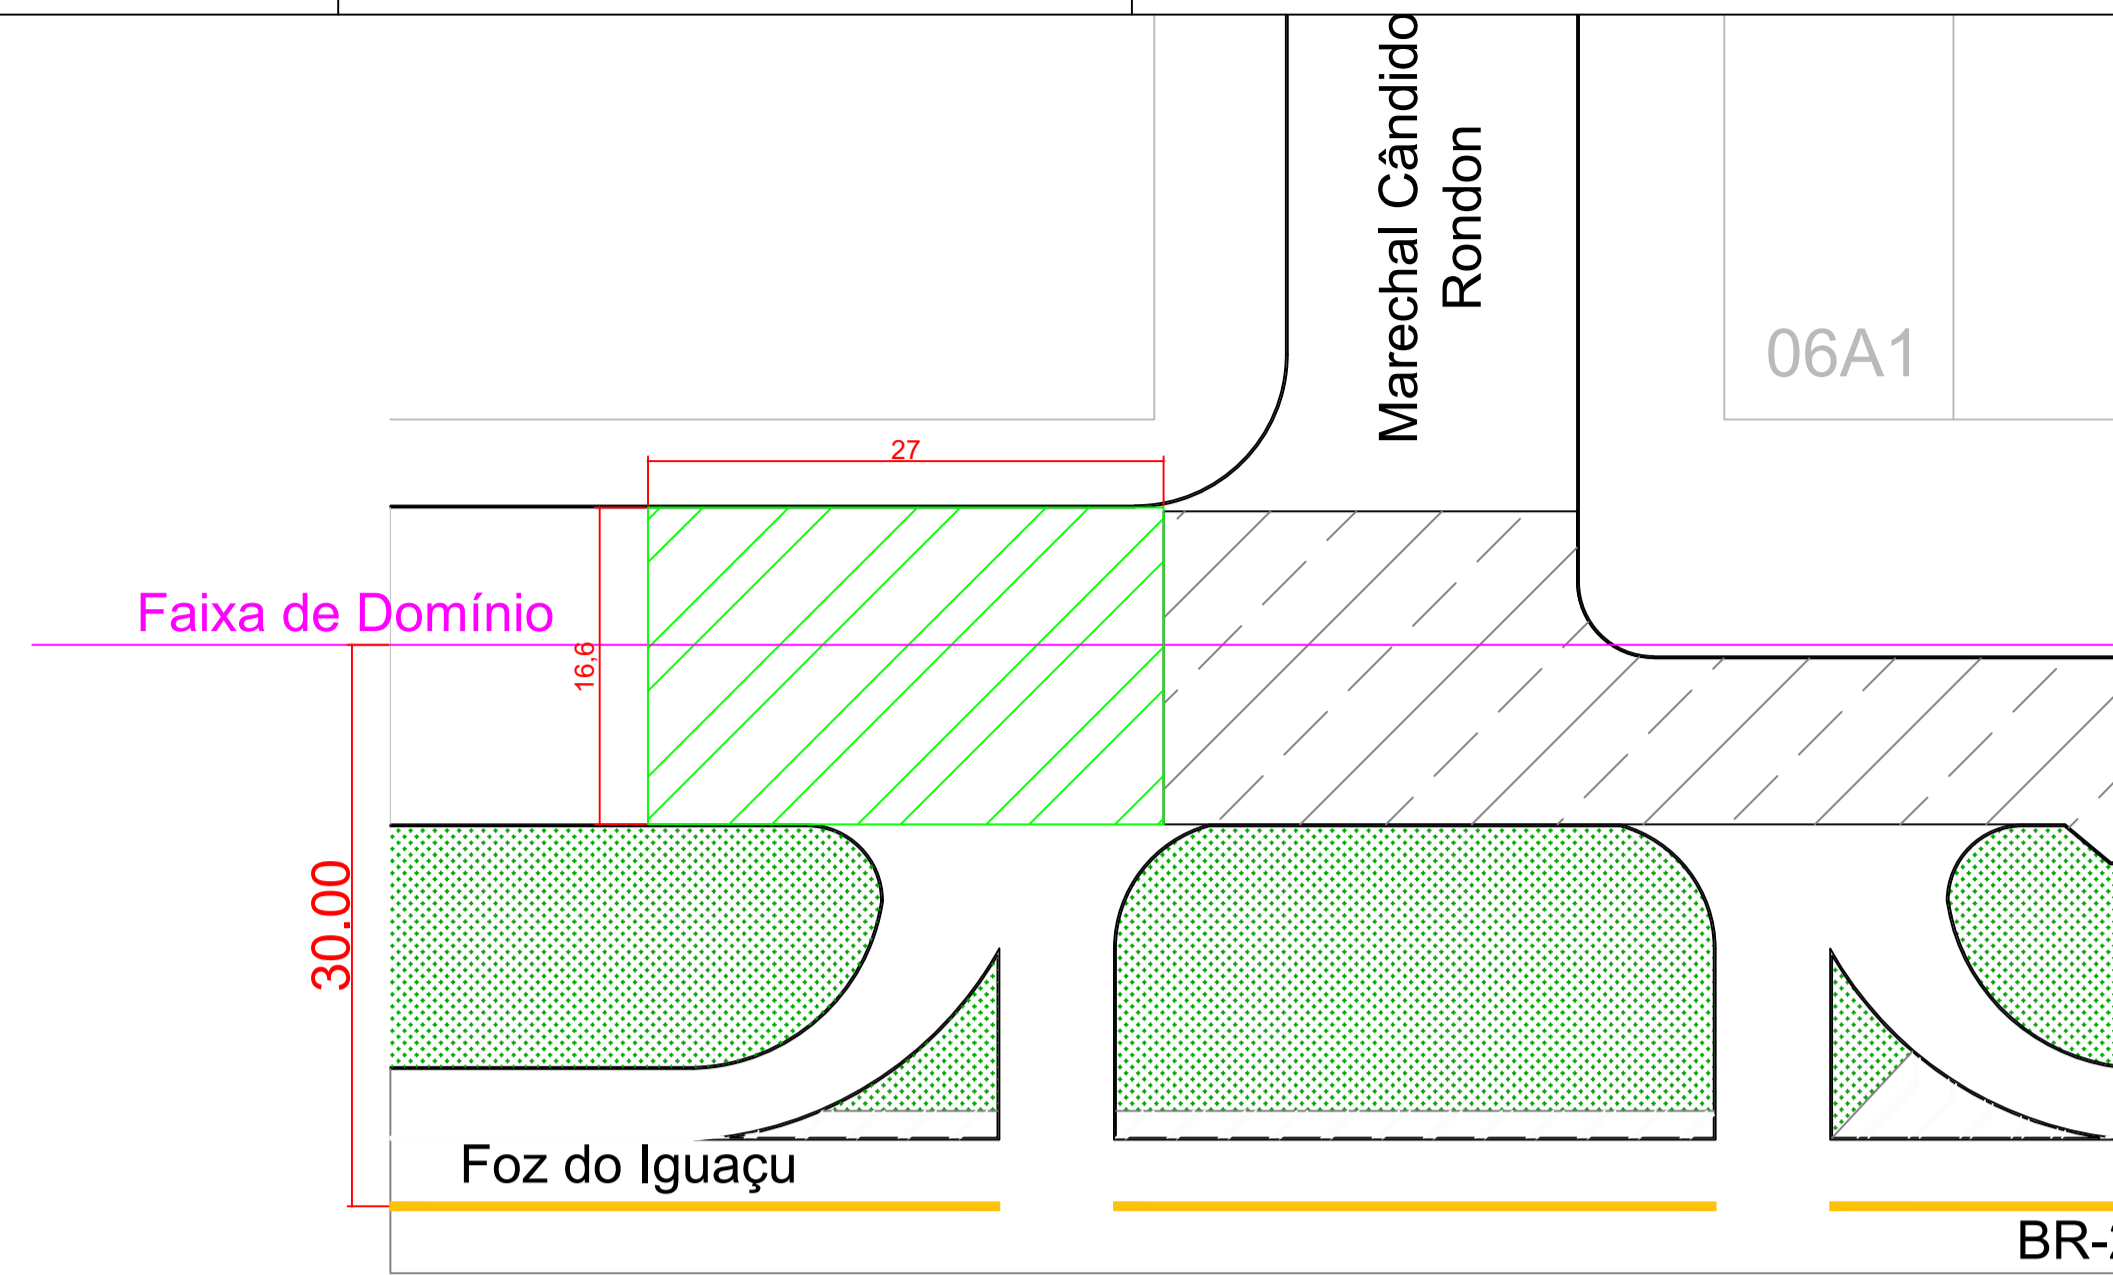 Marechal Cândido
Rondon
06A1
27
Faixa de Domínio
16,6
30.00
Foz do Iguaçu